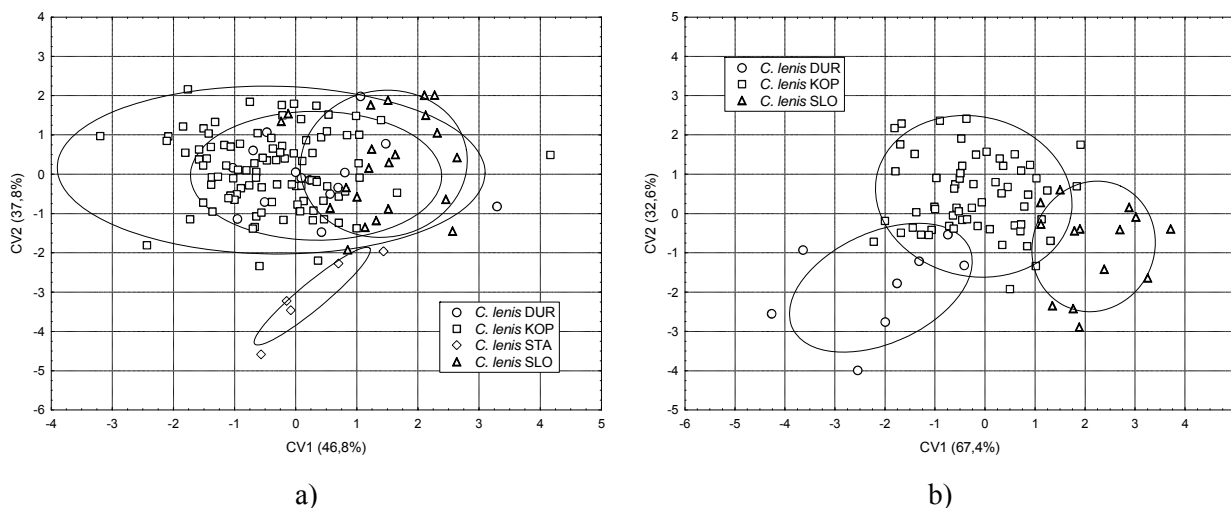 4
3
2
1
0
-1
-2
-3
-4
-5
-6
CV2 (37,8%)
-4 -3 -2 -1 0 1 2 3 4 5
CV1 (46,8%)
C. lenis DUR
C. lenis KOP
C. lenis STA
C. lenis SLO
a)
5
4
3
2
1
0
-1
-2
-3
-4
-5
CV2 (32,6%)
C. lenis DUR
C. lenis KOP
C. lenis SLO
-6 -5 -4 -3 -2 -1 0 1 2 3 4 5
CV1 (67,4%)
b)